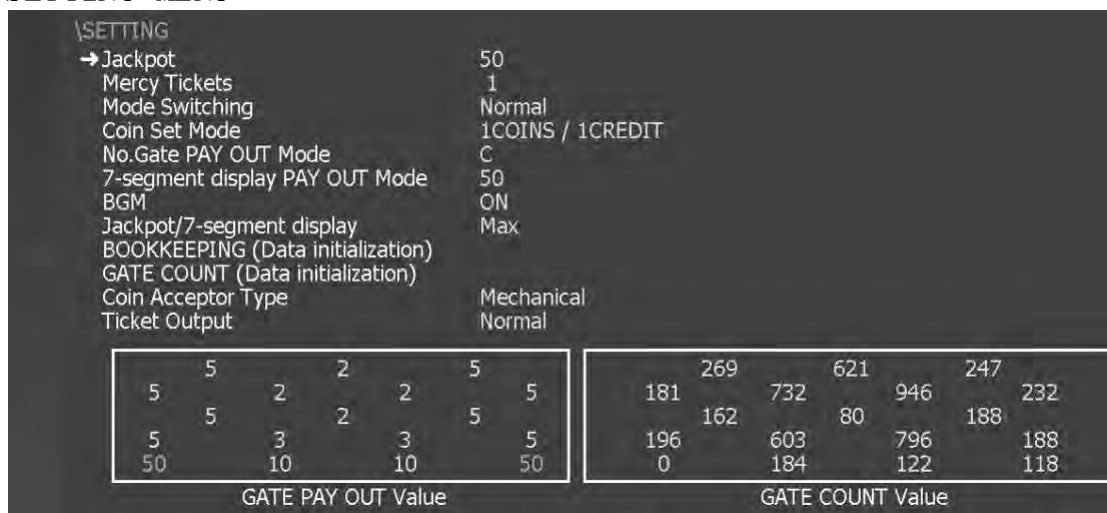 \SETTING
➔Jackpot 50
Mercy Tickets 1
Mode Switching Normal
Coin Set Mode 1COINS / 1CREDIT
No.Gate PAY OUT Mode C
7-segment display PAY OUT Mode 50
BGM ON
Jackpot/7-segment display Max
BOOKKEEPING (Data initialization)
GATE COUNT (Data initialization)
Coin Acceptor Type Mechanical
Ticket Output Normal
5 2 5 269 621 247
5 2 2 5 181 732 946 232
5 2 5 162 80 188
5 3 3 5 196 603 796 188
50 10 10 50 0 184 122 118
GATE PAY OUT Value GATE COUNT Value